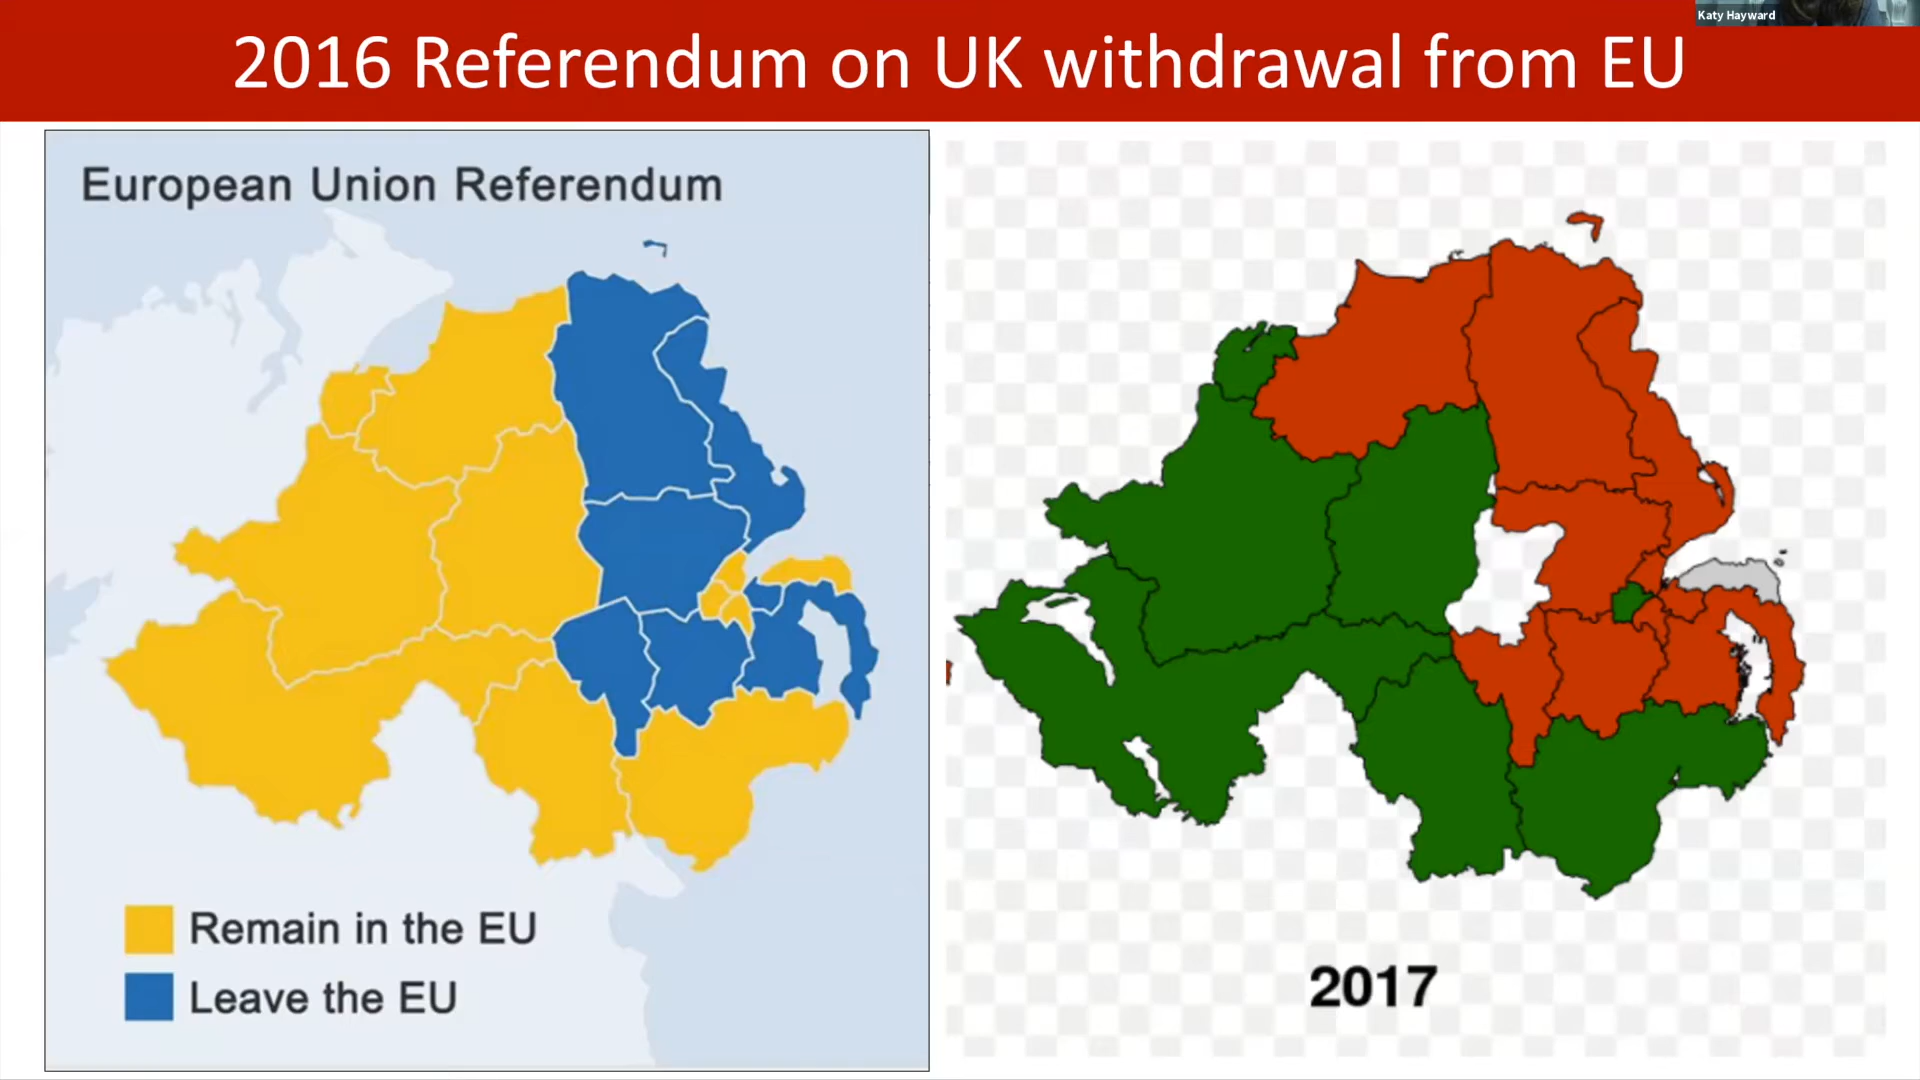 Katy Hayward
2016 Referendum on UK withdrawal from EU
European Union Referendum
Remain in the EU
Leave the EU
2017